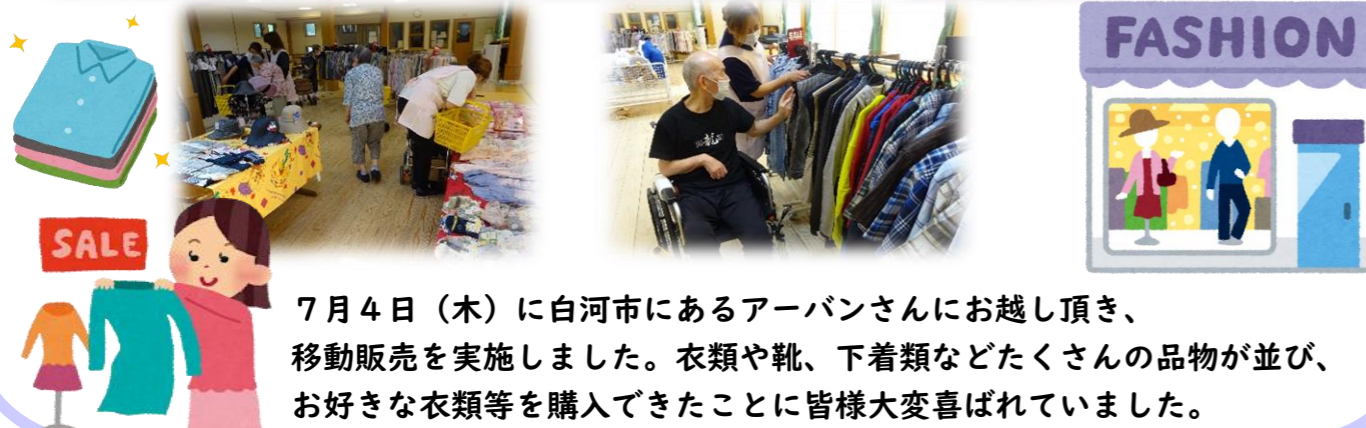 FASHION
SALE
７月４日（木）に白河市にあるアーバンさんにお越し頂き、
移動販売を実施しました。衣類や靴、下着類などたくさんの品物が並び、
お好きな衣類等を購入できたことに皆様大変喜ばれていました。